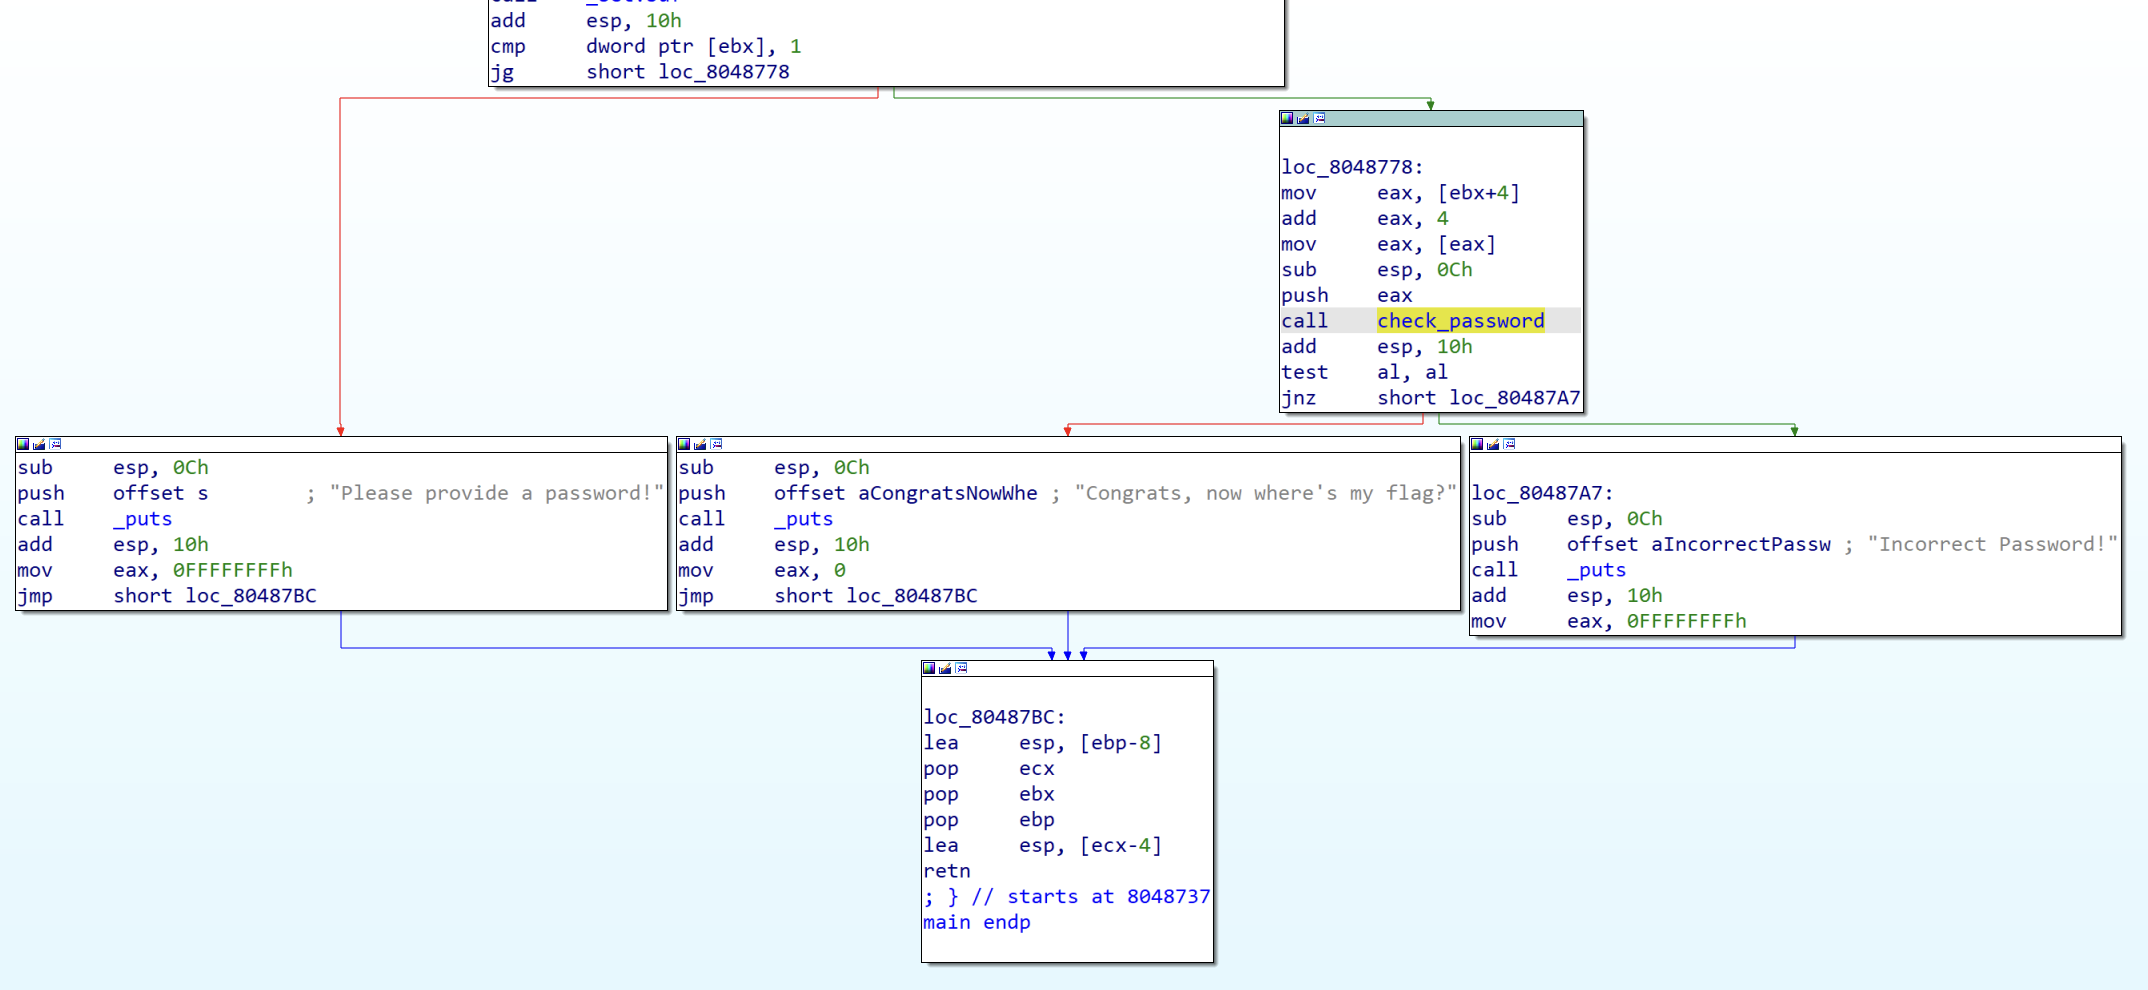 add esp, 10h
cmp dword ptr [ebx], 1
jg short loc_8048778
loc_8048778:
mov eax, [ebx+4]
add eax, 4
mov eax, [eax]
sub esp, 0Ch
push eax
call check_password
add esp, 10h
test al, al
jnz short loc_80487A7
sub esp, 0Ch
push offset s ; "Please provide a password!"
call _puts
add esp, 10h
mov eax, 0FFFFFFFFh
jmp short loc_80487BC
sub esp, 0Ch
push offset aCongratsNowWhe ; "Congrats, now where's my flag?"
call _puts
add esp, 10h
mov eax, 0
jmp short loc_80487BC
loc_80487A7:
sub esp, 0Ch
push offset aIncorrectPassw ; "Incorrect Password!"
call _puts
add esp, 10h
mov eax, 0FFFFFFFFh
loc_80487BC:
lea esp, [ebp-8]
pop ecx
pop ebx
pop ebp
lea esp, [ecx-4]
retn
; } // starts at 8048737
main endp